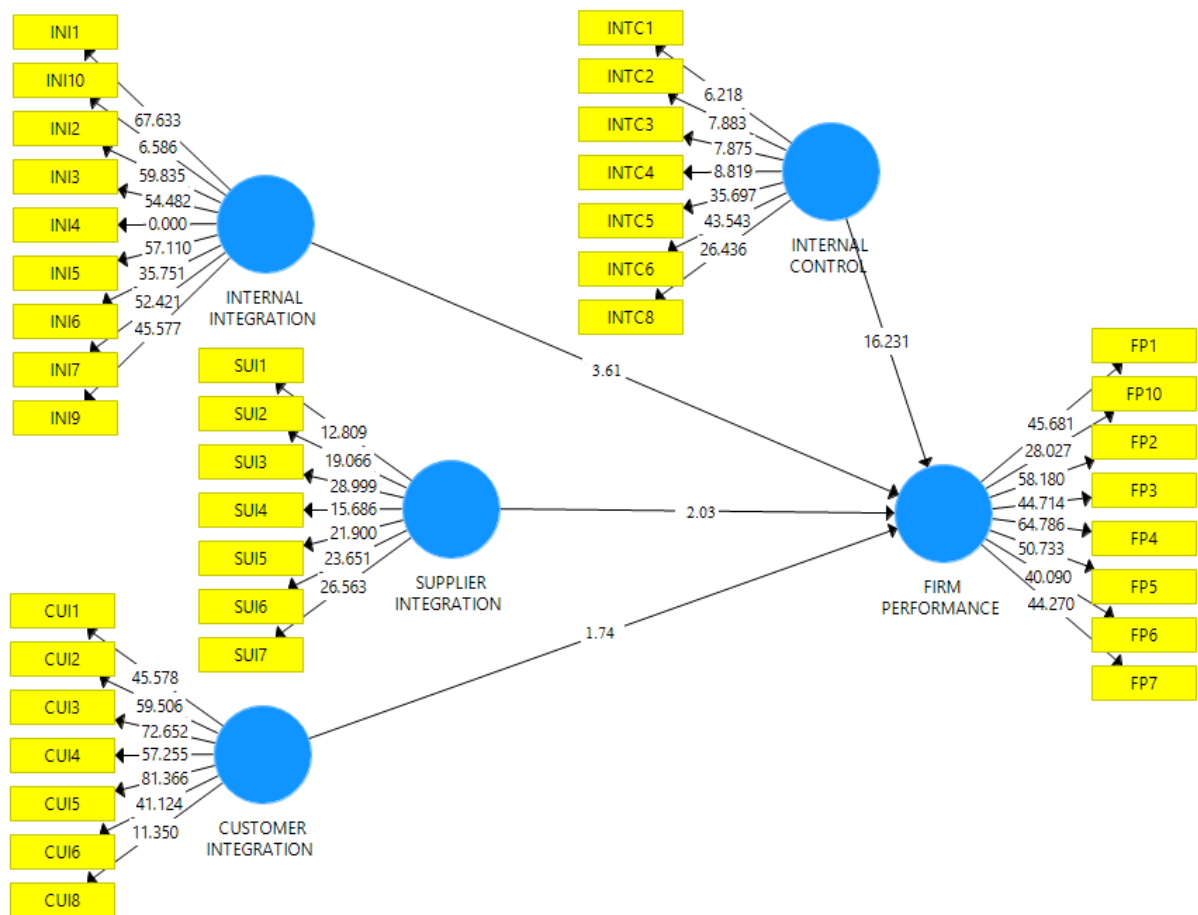 INI1
INI10
INI2
INI3
INI4
INI5
INI6
INI7
INI9
67.633
6.586
59.835
54.482
0.000
57.110
35.751
52.421
45.577
INTERNAL
INTEGRATION
INTC1
INTC2
INTC3
INTC4
INTC5
INTC6
INTC8
6.218
7.883
7.875
8.819
35.697
43.543
26.436
INTERNAL
CONTROL
16.231
3.61
SUI1
SUI2
SUI3
SUI4
SUI5
SUI6
SUI7
12.809
19.066
28.999
15.686
21.900
23.651
26.563
SUPPLIER
INTEGRATION
2.03
CUI1
CUI2
CUI3
CUI4
CUI5
CUI6
CUI8
45.578
59.506
72.652
57.255
81.366
41.124
11.350
CUSTOMER
INTEGRATION
1.74
FIRM
PERFORMANCE
45.681
28.027
58.180
44.714
64.786
50.733
40.090
44.270
FP1
FP10
FP2
FP3
FP4
FP5
FP6
FP7